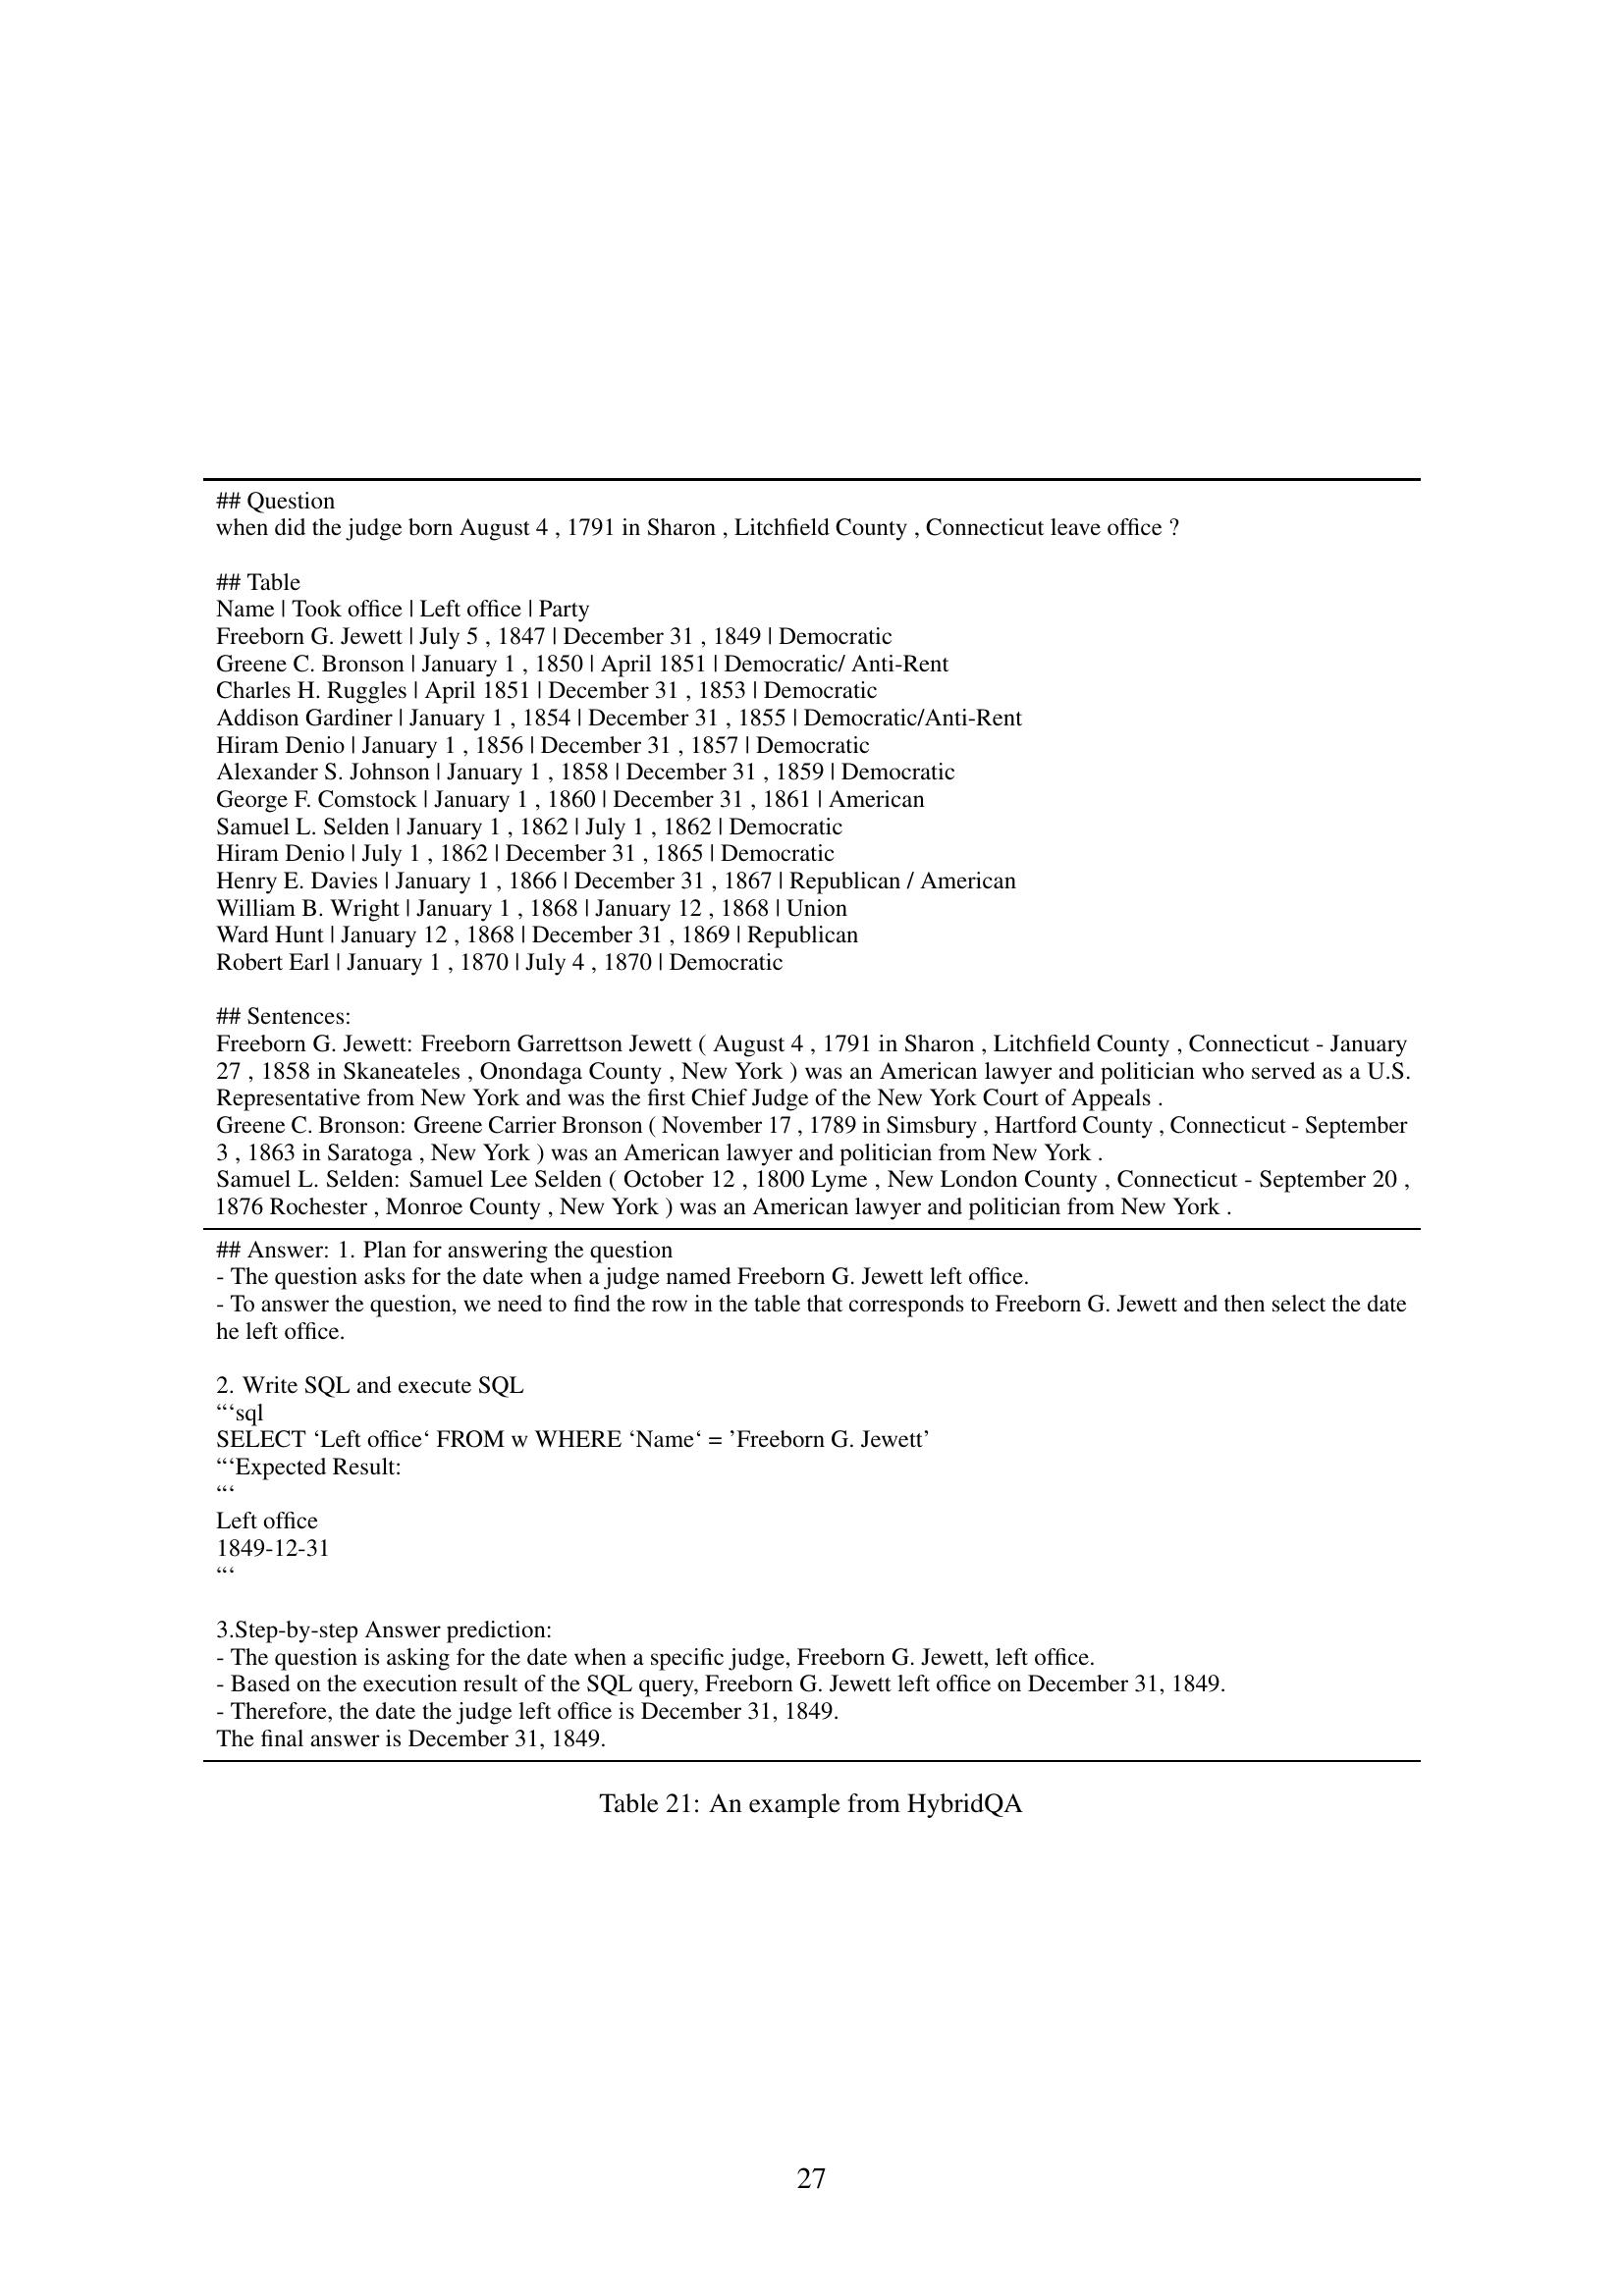 ## Question
when did the judge born August 4 , 1791 in Sharon , Litchfield County , Connecticut leave office ?
## Table
Name | Took office | Left office | Party
Freeborn G. Jewett | July 5 , 1847 | December 31 , 1849 | Democratic
Greene C. Bronson | January 1 , 1850 | April 1851 | Democratic/ Anti-Rent
Charles H. Ruggles | April 1851 | December 31 , 1853 | Democratic
Addison Gardiner | January 1 , 1854 | December 31 , 1855 | Democratic/Anti-Rent
Hiram Denio | January 1 , 1856 | December 31 , 1857 | Democratic
Alexander S. Johnson | January 1 , 1858 | December 31 , 1859 | Democratic
George F. Comstock | January 1 , 1860 | December 31 , 1861 | American
Samuel L. Selden | January 1 , 1862 | July 1 , 1862 | Democratic
Hiram Denio | July 1 , 1862 | December 31 , 1865 | Democratic
Henry E. Davies | January 1 , 1866 | December 31 , 1867 | Republican / American
William B. Wright | January 1 , 1868 | January 12 , 1868 | Union
Ward Hunt | January 12 , 1868 | December 31 , 1869 | Republican
Robert Earl | January 1 , 1870 | July 4 , 1870 | Democratic
## Sentences:
Freeborn G. Jewett: Freeborn Garrettson Jewett ( August 4 , 1791 in Sharon , Litchfield County , Connecticut - January
27 , 1858 in Skaneateles , Onondaga County , New York ) was an American lawyer and politician who served as a U.S.
Representative from New York and was the first Chief Judge of the New York Court of Appeals .
Greene C. Bronson: Greene Carrier Bronson ( November 17 , 1789 in Simsbury , Hartford County , Connecticut - September
3 , 1863 in Saratoga , New York ) was an American lawyer and politician from New York .
Samuel L. Selden: Samuel Lee Selden ( October 12 , 1800 Lyme , New London County , Connecticut - September 20 ,
1876 Rochester , Monroe County , New York ) was an American lawyer and politician from New York .
## Answer: 1. Plan for answering the question
- The question asks for the date when a judge named Freeborn G. Jewett left office.
- To answer the question, we need to find the row in the table that corresponds to Freeborn G. Jewett and then select the date
he left office.
2. Write SQL and execute SQL
“‘sql
SELECT ‘Left office‘ FROM w WHERE ‘Name‘ = ’Freeborn G. Jewett’
“‘Expected Result:
“‘
Left office
1849-12-31
“‘
3.Step-by-step Answer prediction:
- The question is asking for the date when a specific judge, Freeborn G. Jewett, left office.
- Based on the execution result of the SQL query, Freeborn G. Jewett left office on December 31, 1849.
- Therefore, the date the judge left office is December 31, 1849.
The final answer is December 31, 1849.
Table 21: An example from HybridQA
27